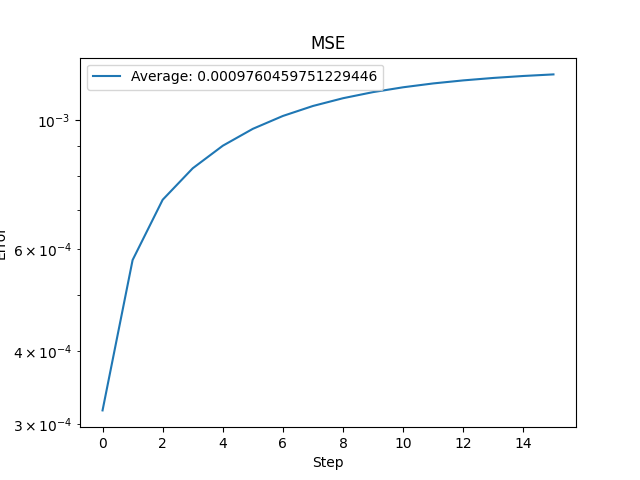 MSE
Average: 0.0009760459751229446
10⁻³
6 × 10⁻⁴
4 × 10⁻⁴
3 × 10⁻⁴
Error
0 2 4 6 8 10 12 14
Step